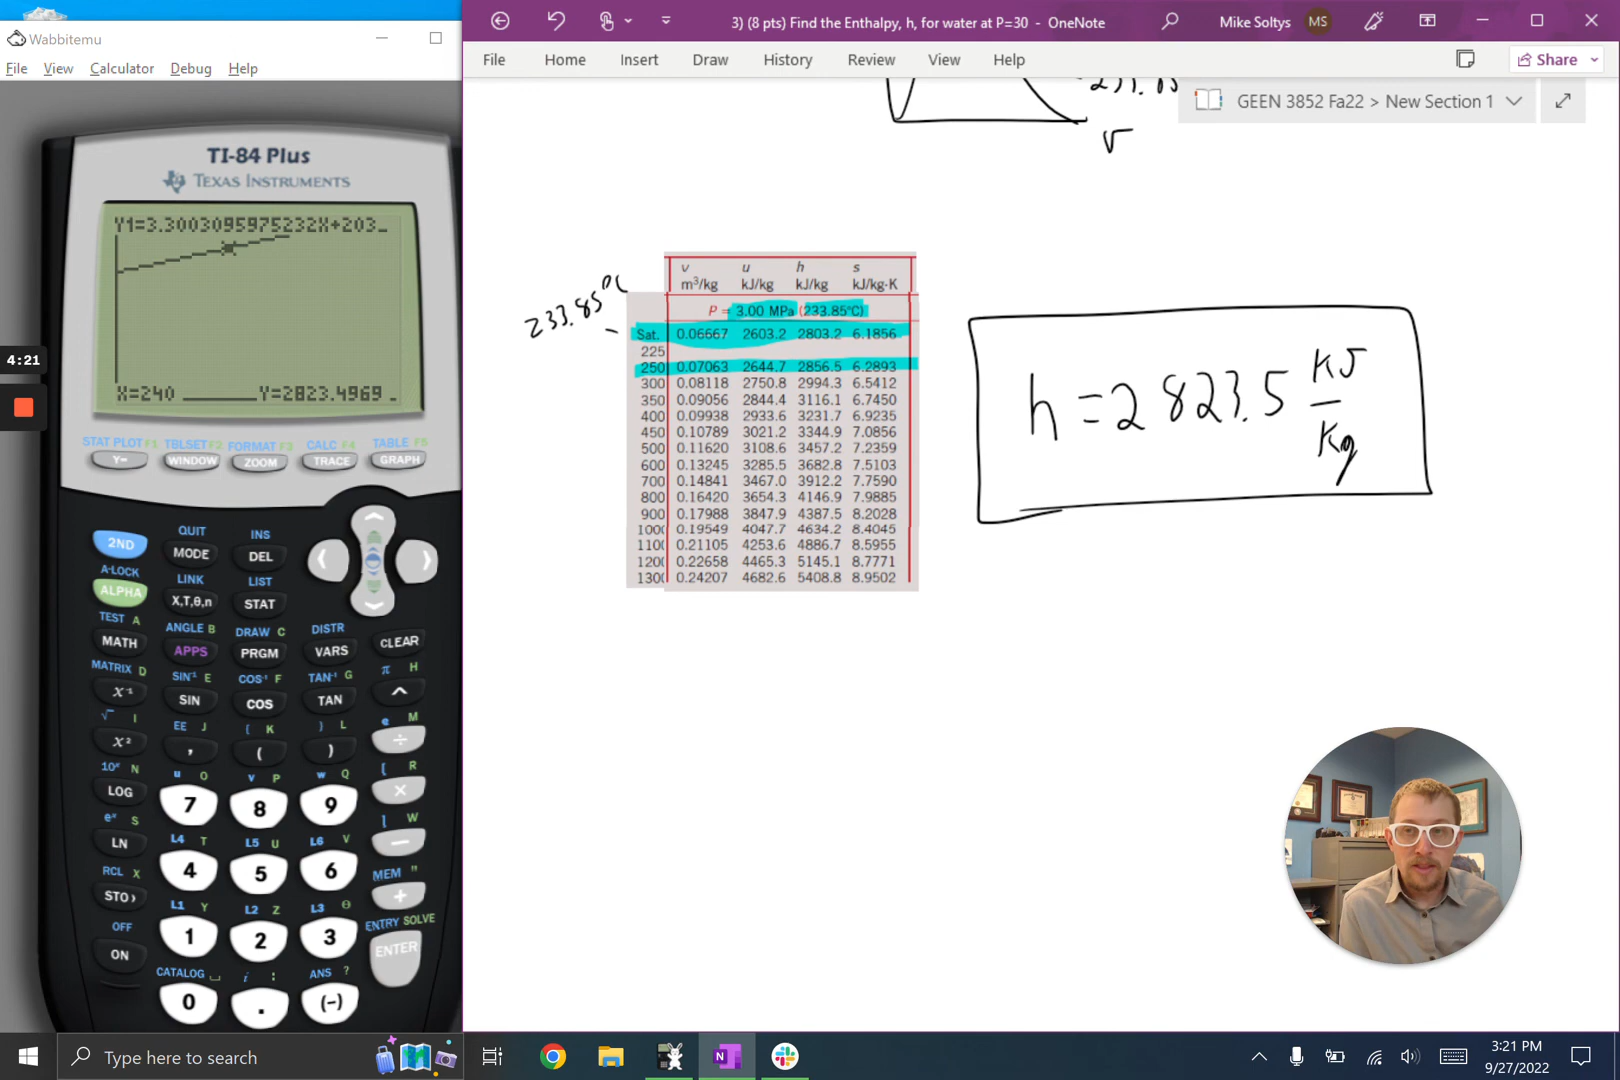 Wabbitemu
File View Calculator Debug Help
TI-84 Plus
TEXAS INSTRUMENTS
Y1=3.3003095975232X+203_
X=240 Y=2823.4969
STAT PLOT F1 TBLSET F2 FORMAT F3 CALC F4 TABLE F5
Y= WINDOW ZOOM TRACE GRAPH
QUIT INS
2ND MODE DEL
A-LOCK LINK LIST
ALPHA X,T,θ,n STAT
TEST A ANGLE B DRAW C DISTR
MATH APPS PRGM VARS CLEAR
MATRIX D SIN⁻¹ E COS⁻¹ F TAN⁻¹ G π H
X⁻¹ SIN COS TAN ^
√ I EE J { K } L e M
X² , ( ) ÷
10ˣ N u O v P w Q [ R
LOG 7 8 9 ×
eˣ S L4 T L5 U L6 V ] W
LN 4 5 6 −
RCL X L1 Y L2 Z L3 θ MEM "
STO› 1 2 3 +
OFF ENTRY SOLVE
ON ENTER
CATALOG i : ANS ?
0 . (−)
4:21
3) (8 pts) Find the Enthalpy, h, for water at P=30 - OneNote
Mike Soltys MS
File Home Insert Draw History Review View Help
Share
GEEN 3852 Fa22 > New Section 1
233.85
v
233.85°C
v u h s
m³/kg kJ/kg kJ/kg kJ/kg·K
P = 3.00 MPa (233.85°C)
Sat. 0.06667 2603.2 2803.2 6.1856
225
250 0.07063 2644.7 2856.5 6.2893
300 0.08118 2750.8 2994.3 6.5412
350 0.09056 2844.4 3116.1 6.7450
400 0.09938 2933.6 3231.7 6.9235
450 0.10789 3021.2 3344.9 7.0856
500 0.11620 3108.6 3457.2 7.2359
600 0.13245 3285.5 3682.8 7.5103
700 0.14841 3467.0 3912.2 7.7590
800 0.16420 3654.3 4146.9 7.9885
900 0.17988 3847.9 4387.5 8.2028
1000 0.19549 4047.7 4634.2 8.4045
1100 0.21105 4253.6 4886.7 8.5955
1200 0.22658 4465.3 5145.1 8.7771
1300 0.24207 4682.6 5408.8 8.9502
h = 2823.5 KJ
Kg
Type here to search
3:21 PM
9/27/2022